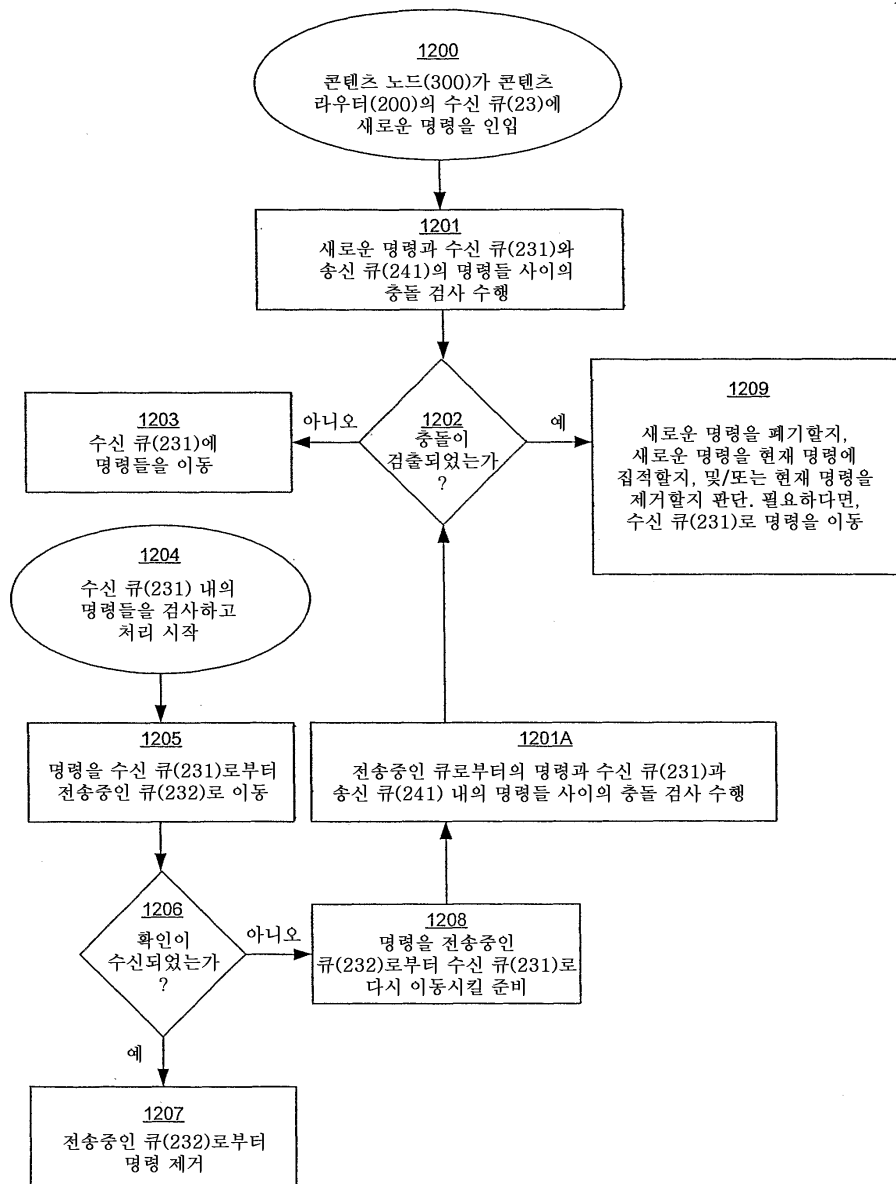 1200
콘텐츠 노드(300)가 콘텐츠
라우터(200)의 수신 큐(23)에
새로운 명령을 인입
1201
새로운 명령과 수신 큐(231)와
송신 큐(241)의 명령들 사이의
충돌 검사 수행
1202
충돌이
검출되었는가
?
아니오
예
1203
수신 큐(231)에
명령들을 이동
1209
새로운 명령을 폐기할지,
새로운 명령을 현재 명령에
집적할지, 및/또는 현재 명령을
제거할지 판단. 필요하다면,
수신 큐(231)로 명령을 이동
1204
수신 큐(231) 내의
명령들을 검사하고
처리 시작
1205
명령을 수신 큐(231)로부터
전송중인 큐(232)로 이동
1201A
전송중인 큐로부터의 명령과 수신 큐(231)과
송신 큐(241) 내의 명령들 사이의 충돌 검사 수행
1206
확인이
수신되었는가
?
아니오
예
1208
명령을 전송중인
큐(232)로부터 수신 큐(231)로
다시 이동시킬 준비
1207
전송중인 큐(232)로부터
명령 제거